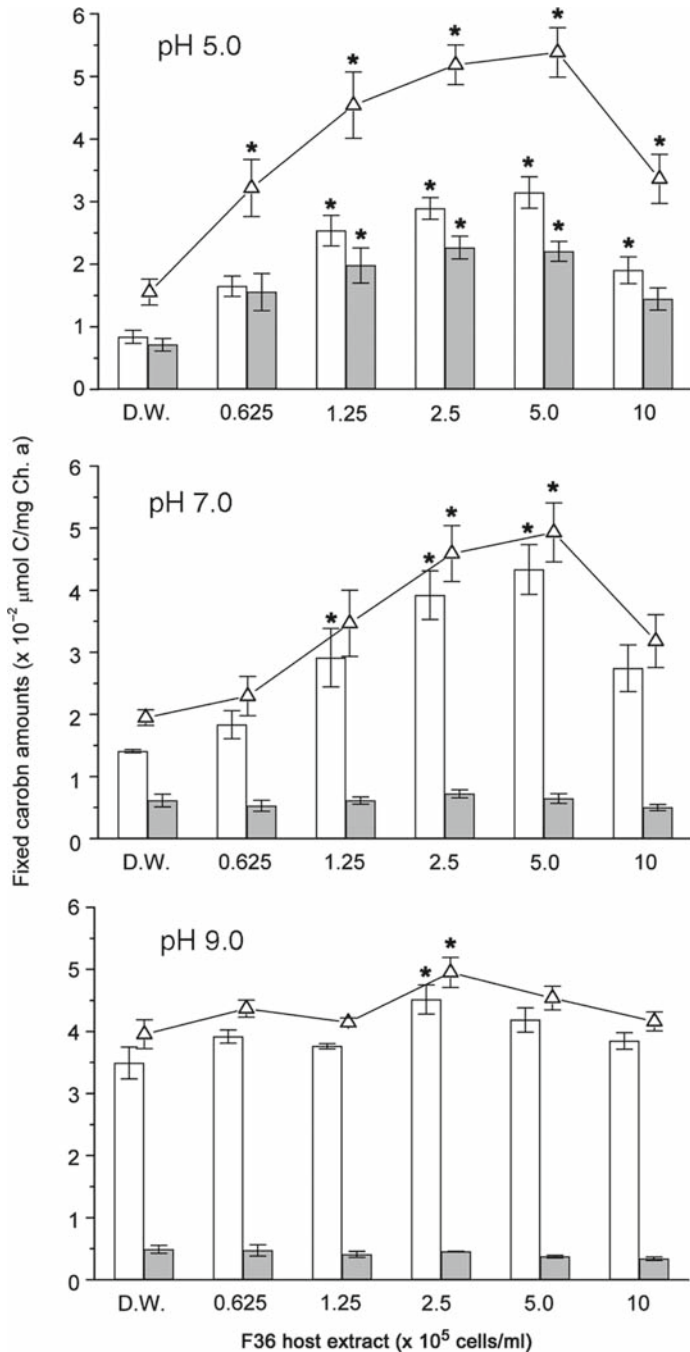 Fixed carobn amounts (x 10⁻² μmol C/mg Ch. a)
6
5
4
3
2
1
0
pH 5.0
* * * * *
* * * *
* * *
D.W. 0.625 1.25 2.5 5.0 10
6
5
4
3
2
1
0
pH 7.0
* *
* * *
D.W. 0.625 1.25 2.5 5.0 10
6
5
4
3
2
1
0
pH 9.0
* *
D.W. 0.625 1.25 2.5 5.0 10
F36 host extract (x 10⁵ cells/ml)